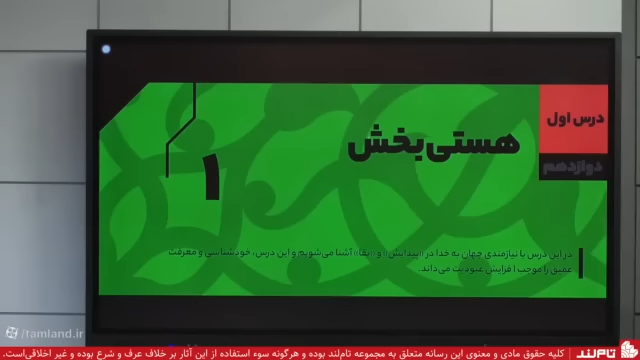 درس اول
دوازدهم
هستی‌بخش
۱
در این درس با نیازمندی جهان به خدا در «پیدایش» و «بقا» آشنا می‌شویم و این درس، خودشناسی و معرفت
عمیق را موجب افزایش عبودیت می‌داند.
/tamland.ir
تاملند | کلیه حقوق مادی و معنوی این رسانه متعلق به مجموعه تاملند بوده و هرگونه سوء استفاده از این آثار بر خلاف عرف و شرع بوده و غیر اخلاقی‌است.